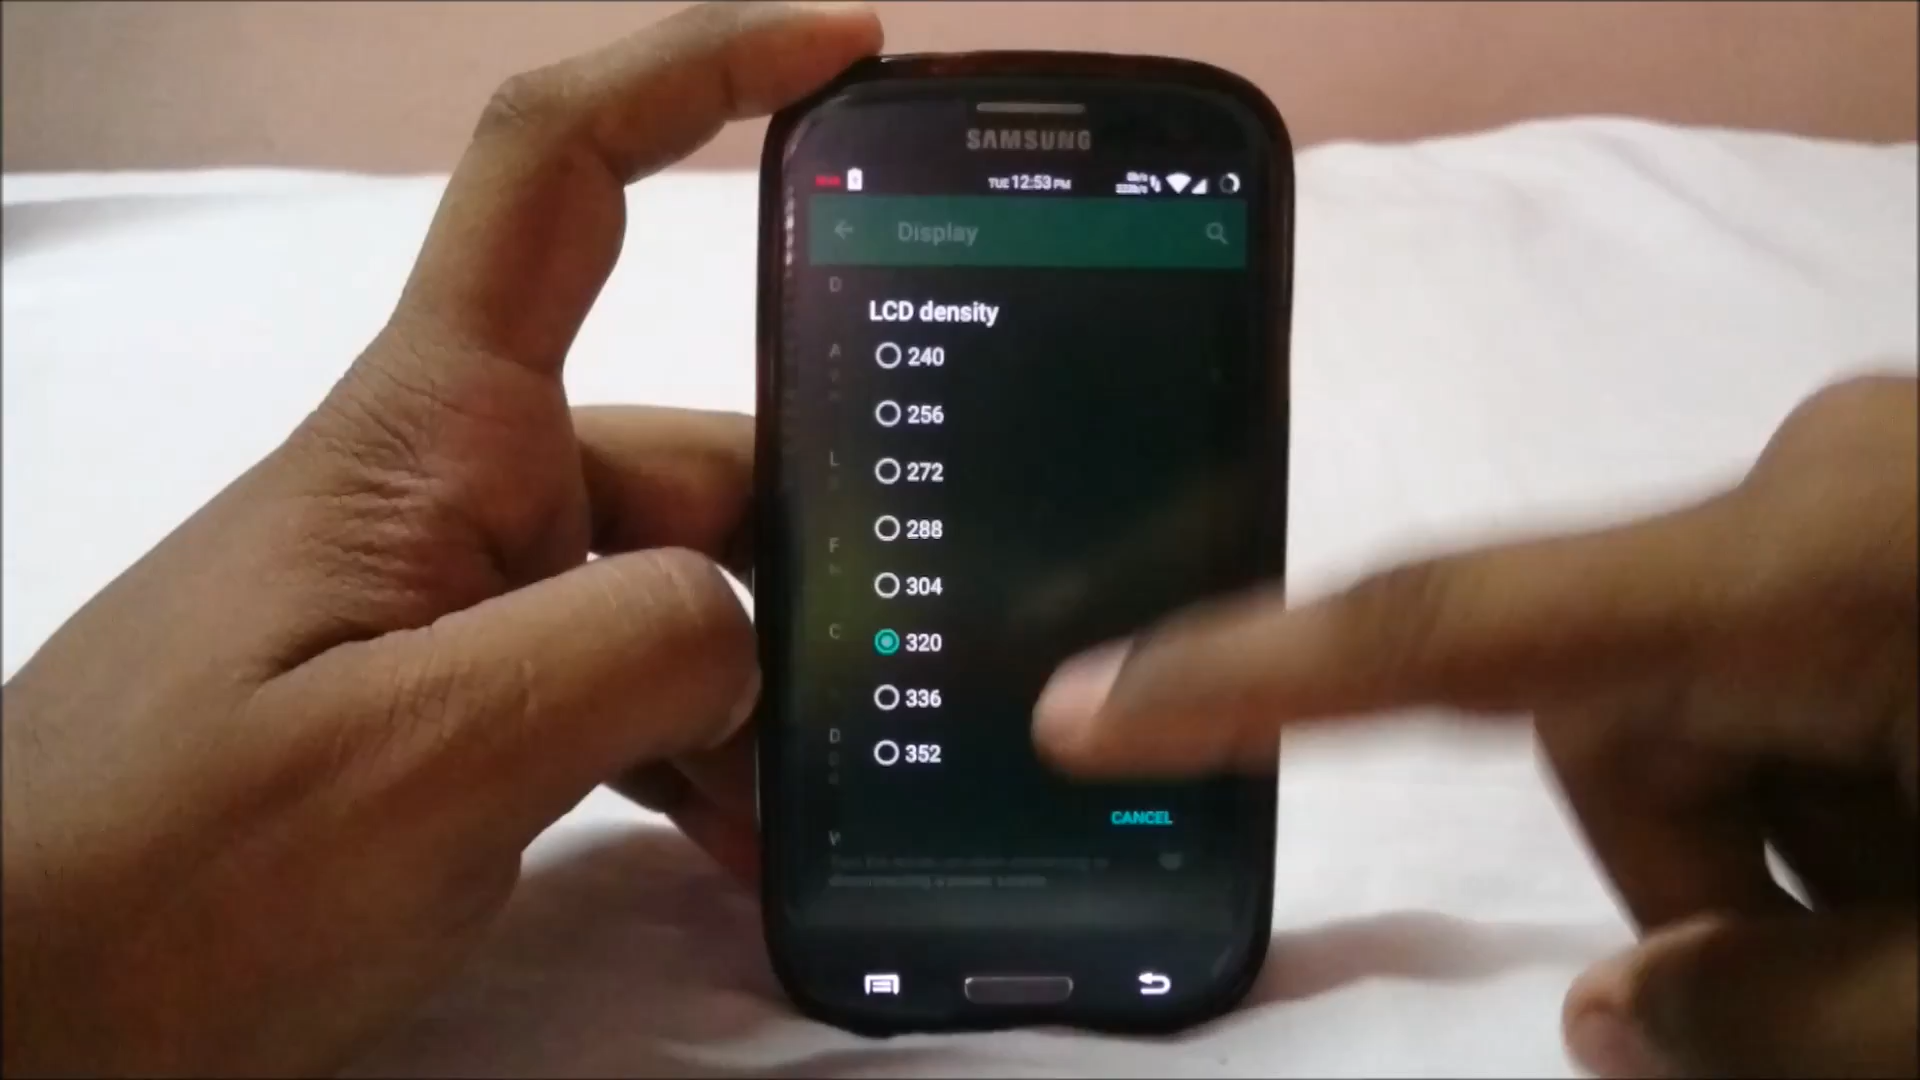 SAMSUNG
TUE 12:53 PM
Display
D
LCD density
240
A
256
L
272
288
F
304
C
320
336
D
352
CANCEL
W